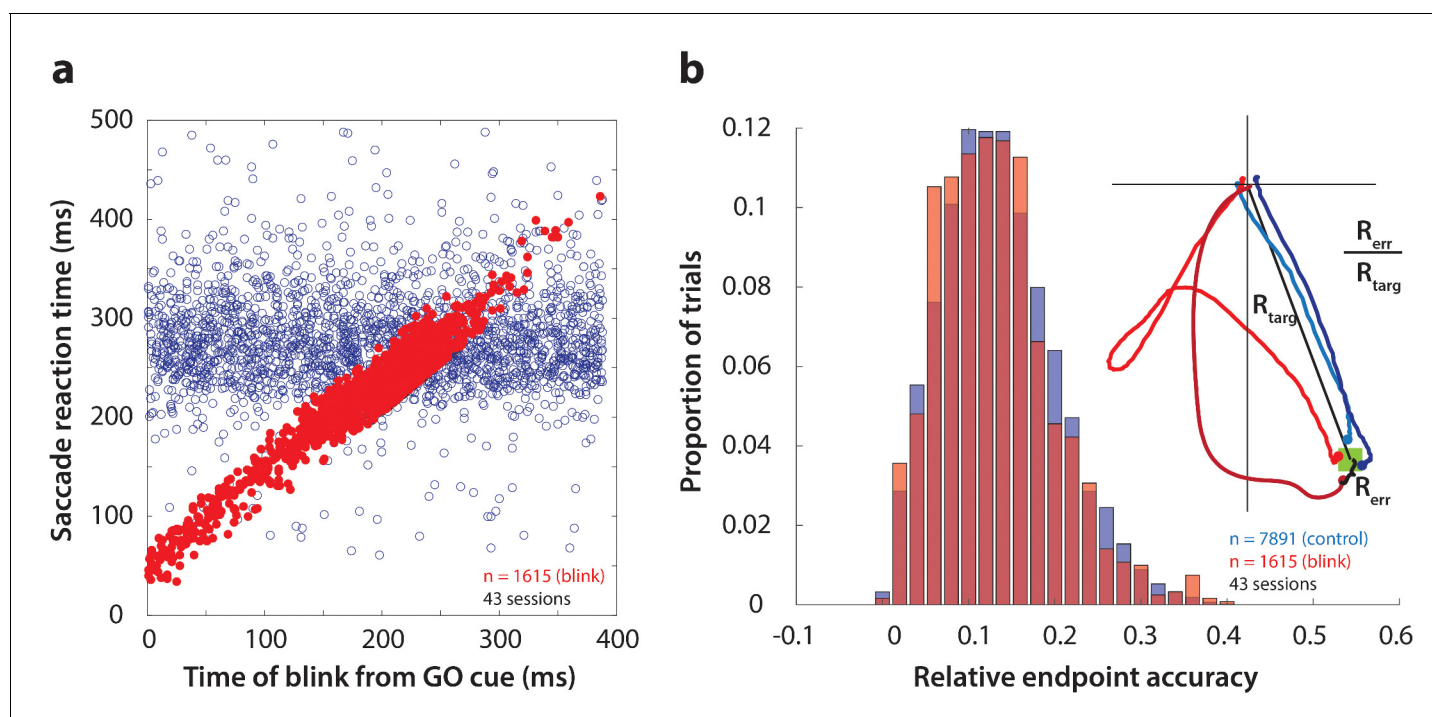 a
500
400
300
200
100
0
Saccade reaction time (ms)
n = 1615 (blink)
43 sessions
0 100 200 300 400
Time of blink from GO cue (ms)
b
0.12
0.1
0.08
0.06
0.04
0.02
0
Proportion of trials
R_err
R_targ
R_targ
R_err
n = 7891 (control)
n = 1615 (blink)
43 sessions
-0.1 0 0.1 0.2 0.3 0.4 0.5 0.6
Relative endpoint accuracy